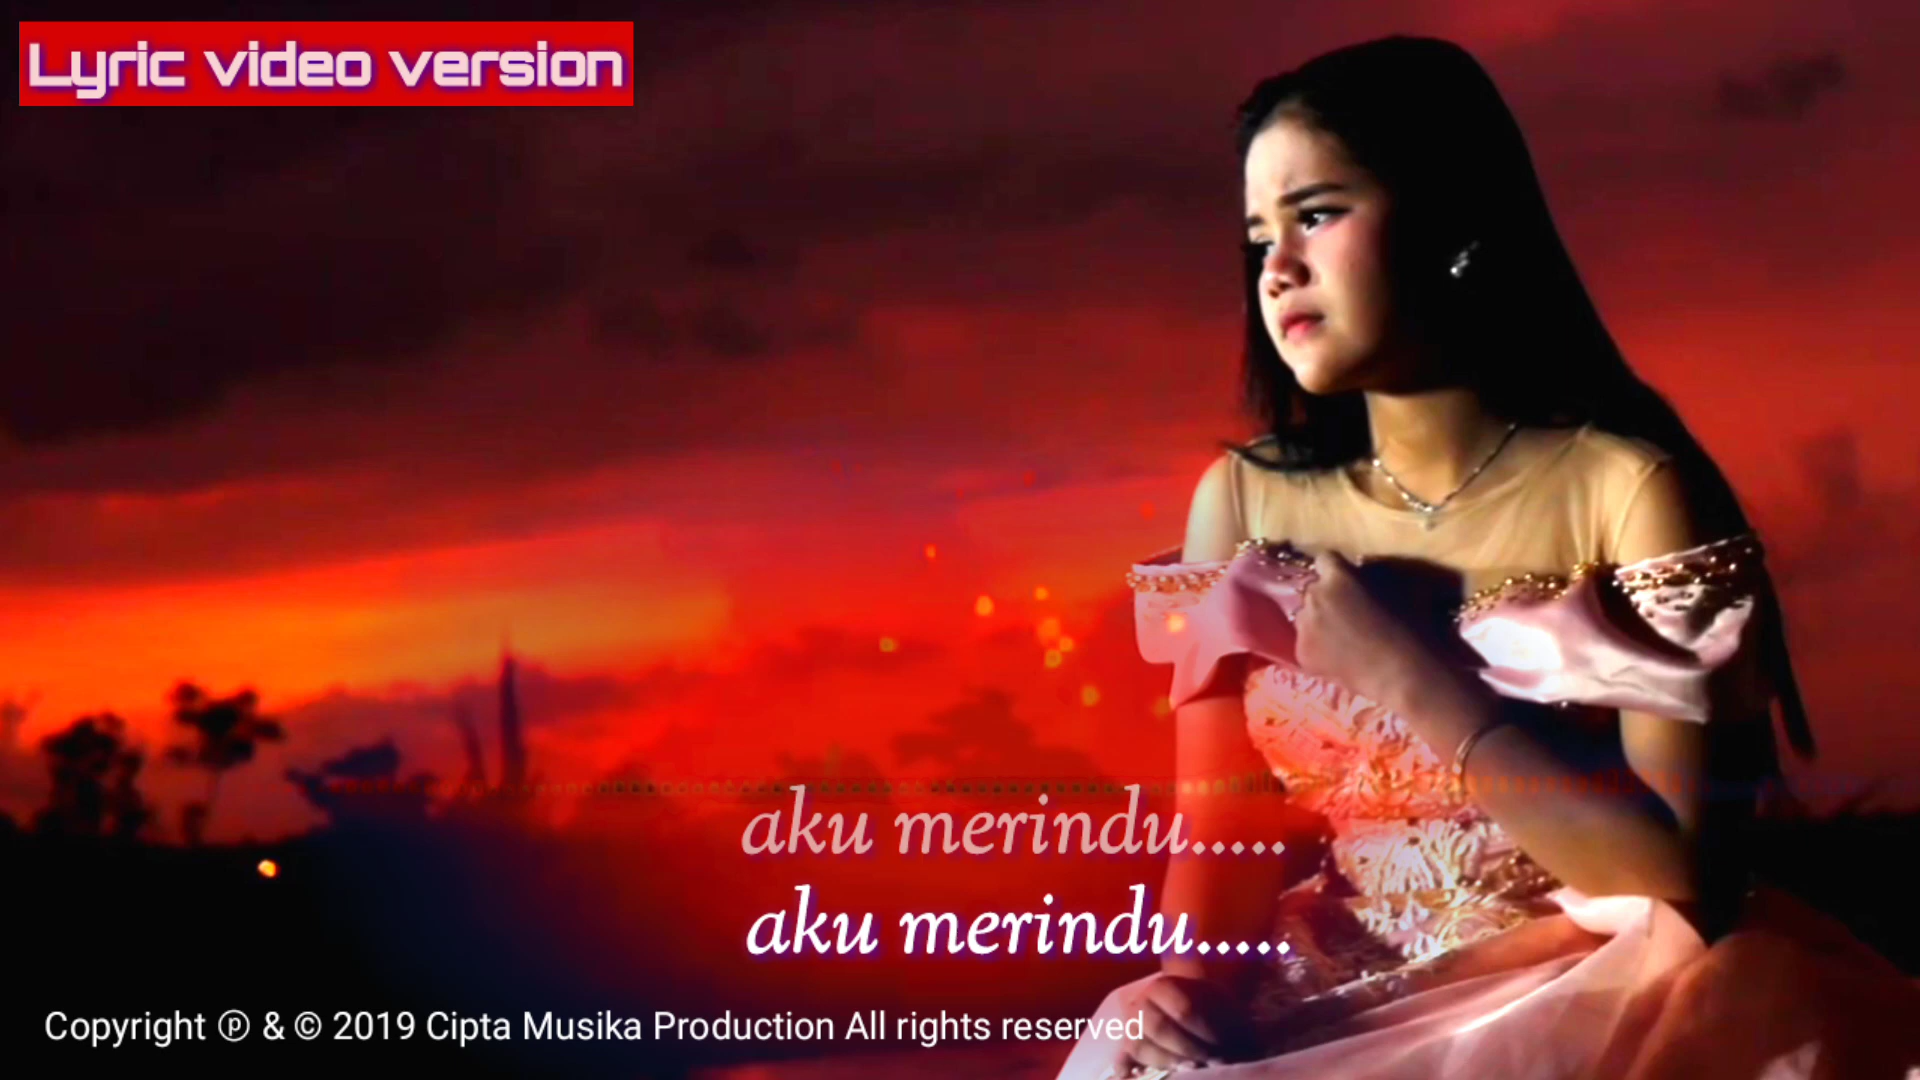 Lyric video version
aku merindu.....
aku merindu.....
Copyright ℗ & © 2019 Cipta Musika Production All rights reserved